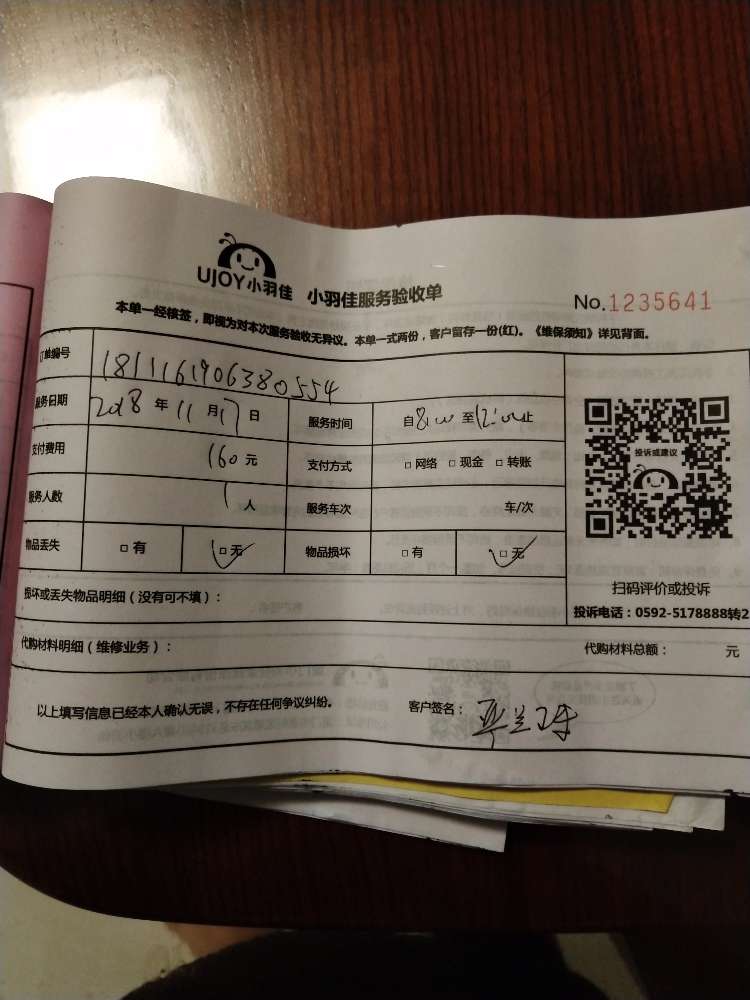 UJOY小羽佳 小羽佳服务验收单 No.1235641
本单一经核签，即视为对本次服务验收无异议。本单一式两份，客户留存一份(红)。《维保须知》详见背面。
订单编号 1811161906380554
服务日期 2018 年 11 月 17 日 服务时间 自8:00 至12:00止
支付费用 160 元 支付方式 □ 网络 □ 现金 □ 转账
服务人数 1 人 服务车次 车/次
物品丢失 □ 有 □ 无 物品损坏 □ 有 □ 无
投诉或建议
扫码评价或投诉
投诉电话：0592-5178888转2
损坏或丢失物品明细（没有可不填）：
代购材料明细（维修业务）： 代购材料总额： 元
以上填写信息已经本人确认无误，不存在任何争议纠纷。 客户签名：